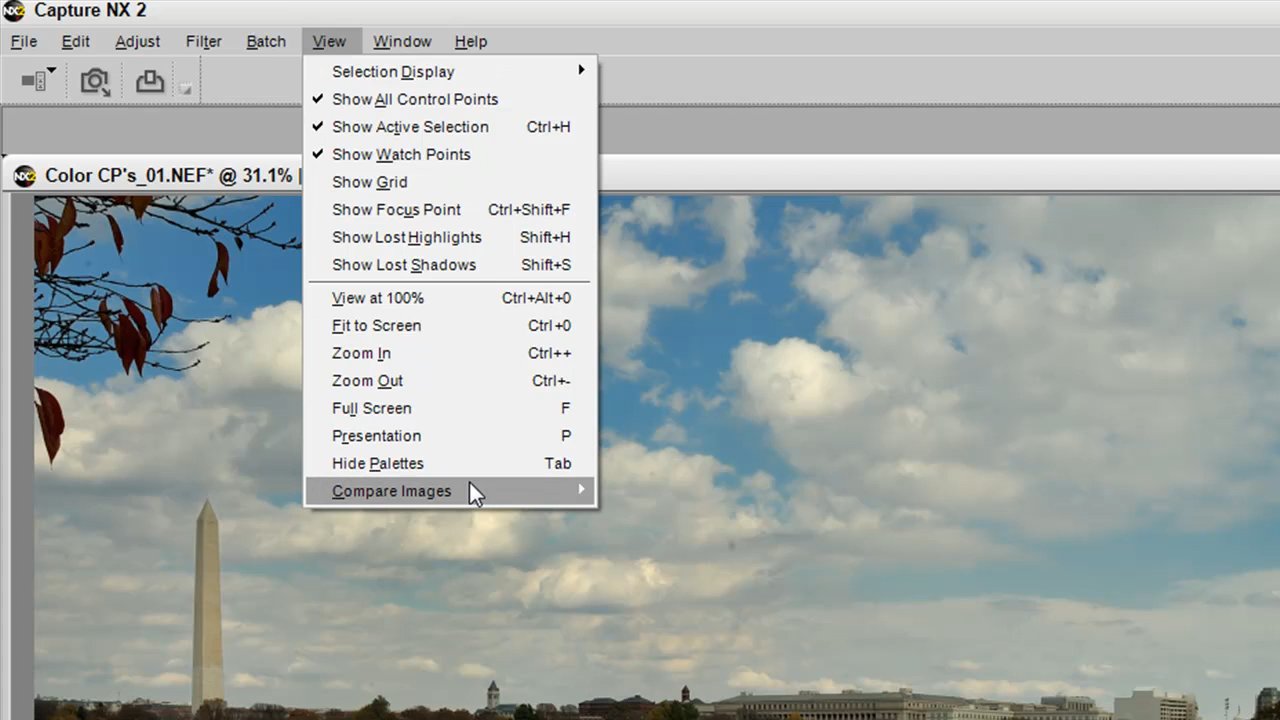 NX2 Capture NX 2
File Edit Adjust Filter Batch View Window Help
Selection Display
Show All Control Points
Show Active Selection Ctrl+H
NX2 Color CP's_01.NEF* @ 31.1% |
Show Watch Points
Show Grid
Show Focus Point Ctrl+Shift+F
Show Lost Highlights Shift+H
Show Lost Shadows Shift+S
View at 100% Ctrl+Alt+0
Fit to Screen Ctrl+0
Zoom In Ctrl++
Zoom Out Ctrl+-
Full Screen F
Presentation P
Hide Palettes Tab
Compare Images